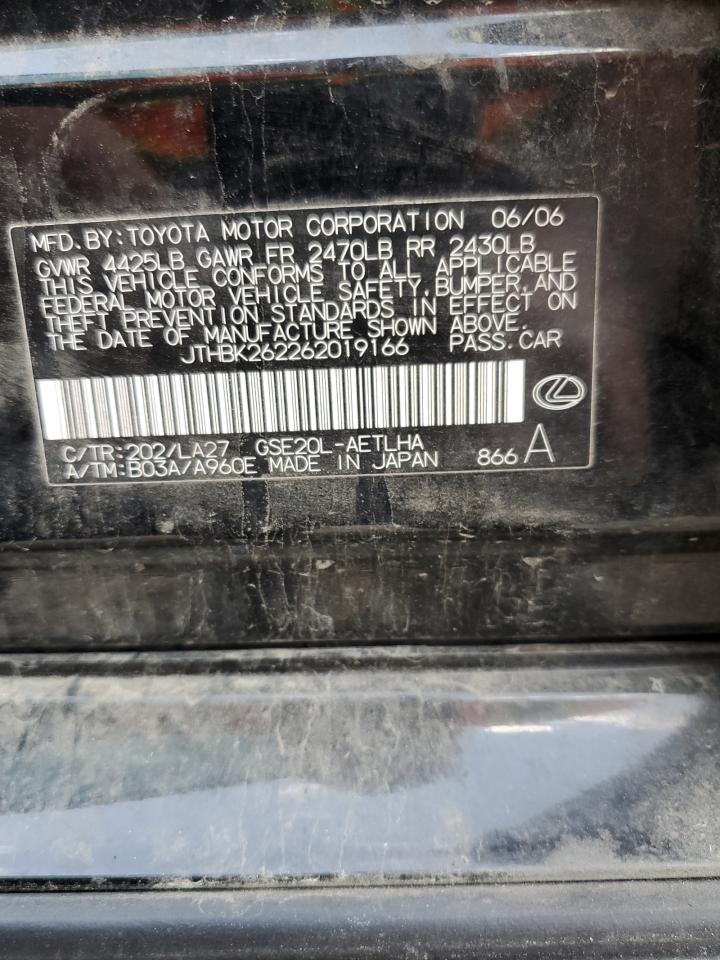 MFD. BY: TOYOTA MOTOR CORPORATION 06/06
GVWR 4425LB GAWR FR 2470LB RR 2430LB
THIS VEHICLE CONFORMS TO ALL APPLICABLE
FEDERAL MOTOR VEHICLE SAFETY, BUMPER, AND
THEFT PREVENTION STANDARDS IN EFFECT ON
THE DATE OF MANUFACTURE SHOWN ABOVE.
JTHBK262262019166 PASS. CAR
C/TR: 202/LA27 GSE20L-AETLHA
A/TM: B03A/A960E MADE IN JAPAN 866 A